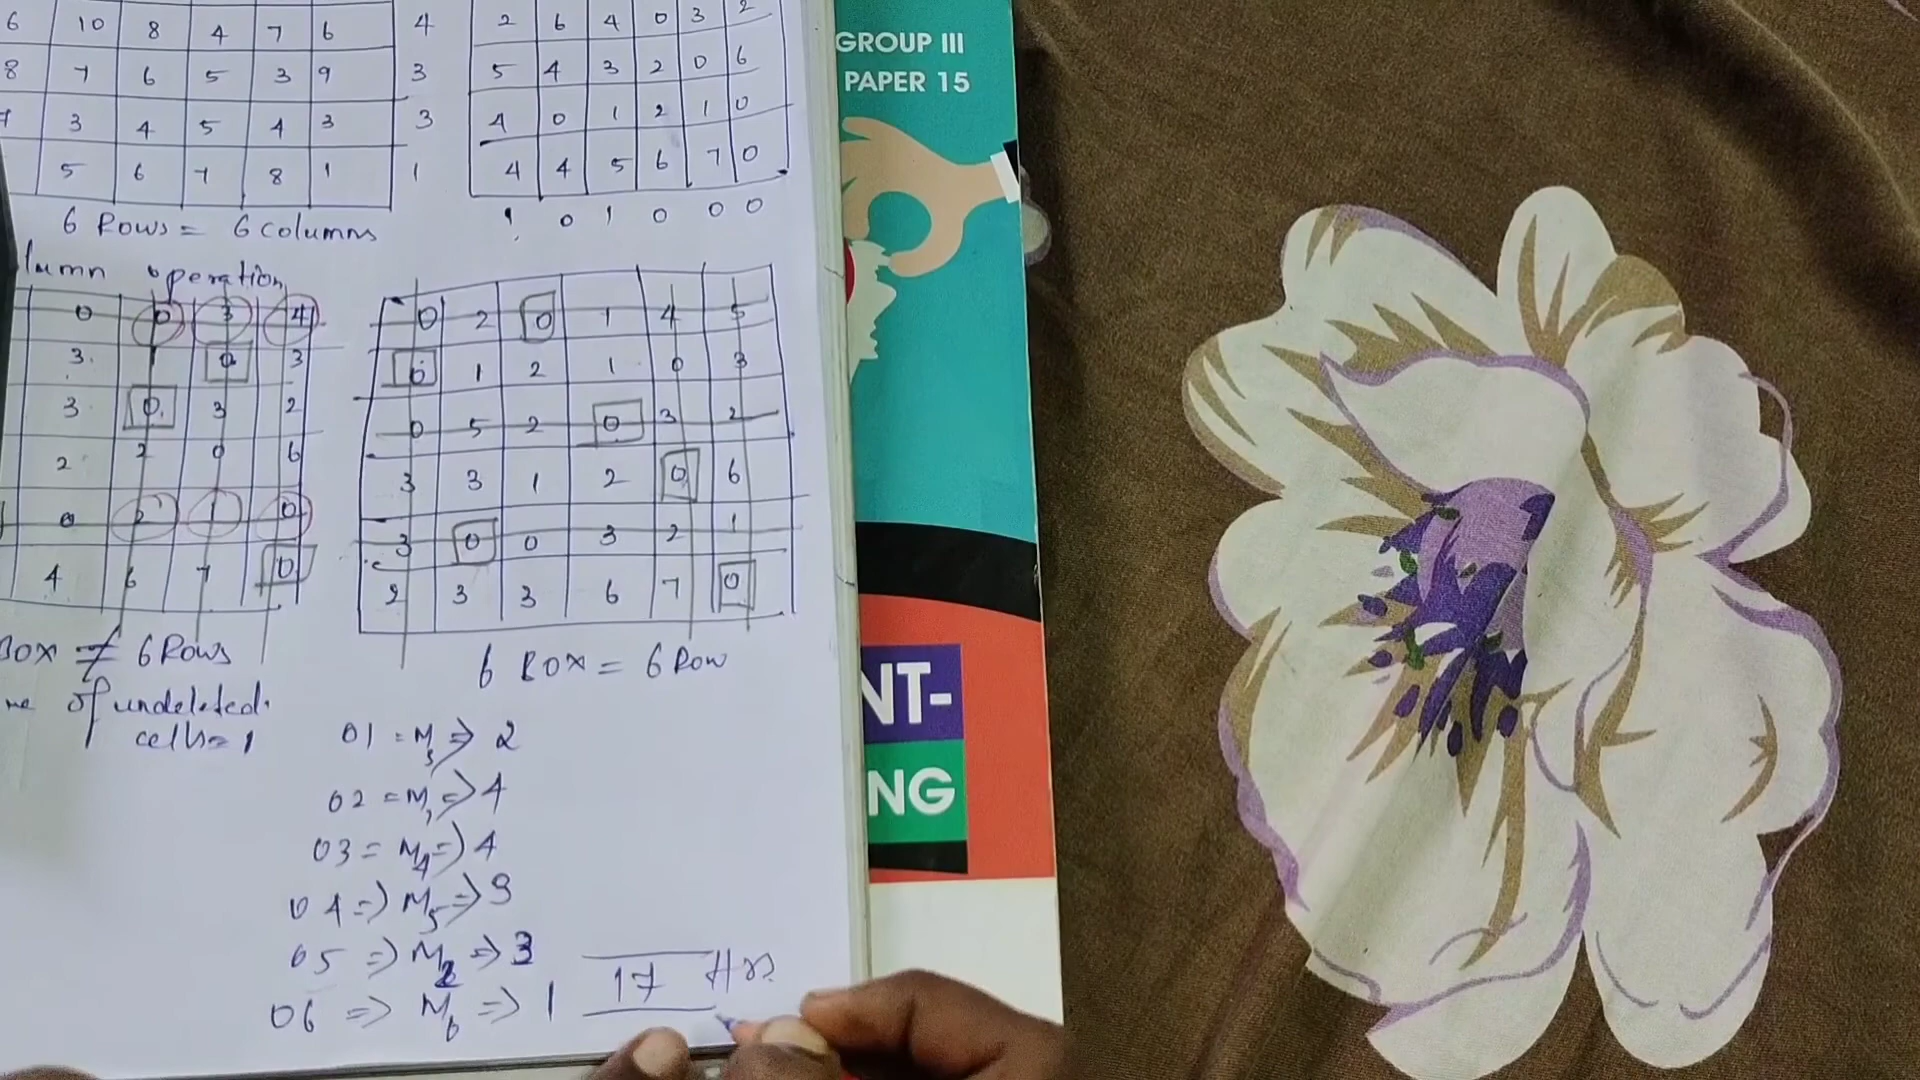 6 10 8 4 7 6 4
8 7 6 5 3 9 3
7 3 4 5 4 3 3
5 6 7 8 1 1
6 Rows = 6 Columns
2 6 4 0 3 2
5 4 3 2 0 6
4 0 1 2 1 0
4 4 5 6 7 0
1 0 1 0 0 0
lumn operation
0 0 3 4
3 1 0 3
3 0 3 2
2 2 0 6
0 2 1 0
4 6 7 0
BOX ≠ 6 Rows
of undeleted
cells = 1
0 2 0 1 4 5
0 1 2 1 0 3
0 5 2 0 3 2
3 3 1 2 0 6
3 0 0 3 2 1
2 3 3 6 7 0
6 BOX = 6 Row
01 = M3 => 2
02 = M1 => 4
03 = M4 => 4
04 => M5 => 3
05 => M2 => 3
06 => M6 => 1
17 Hrs
GROUP III
PAPER 15
NT-
NG